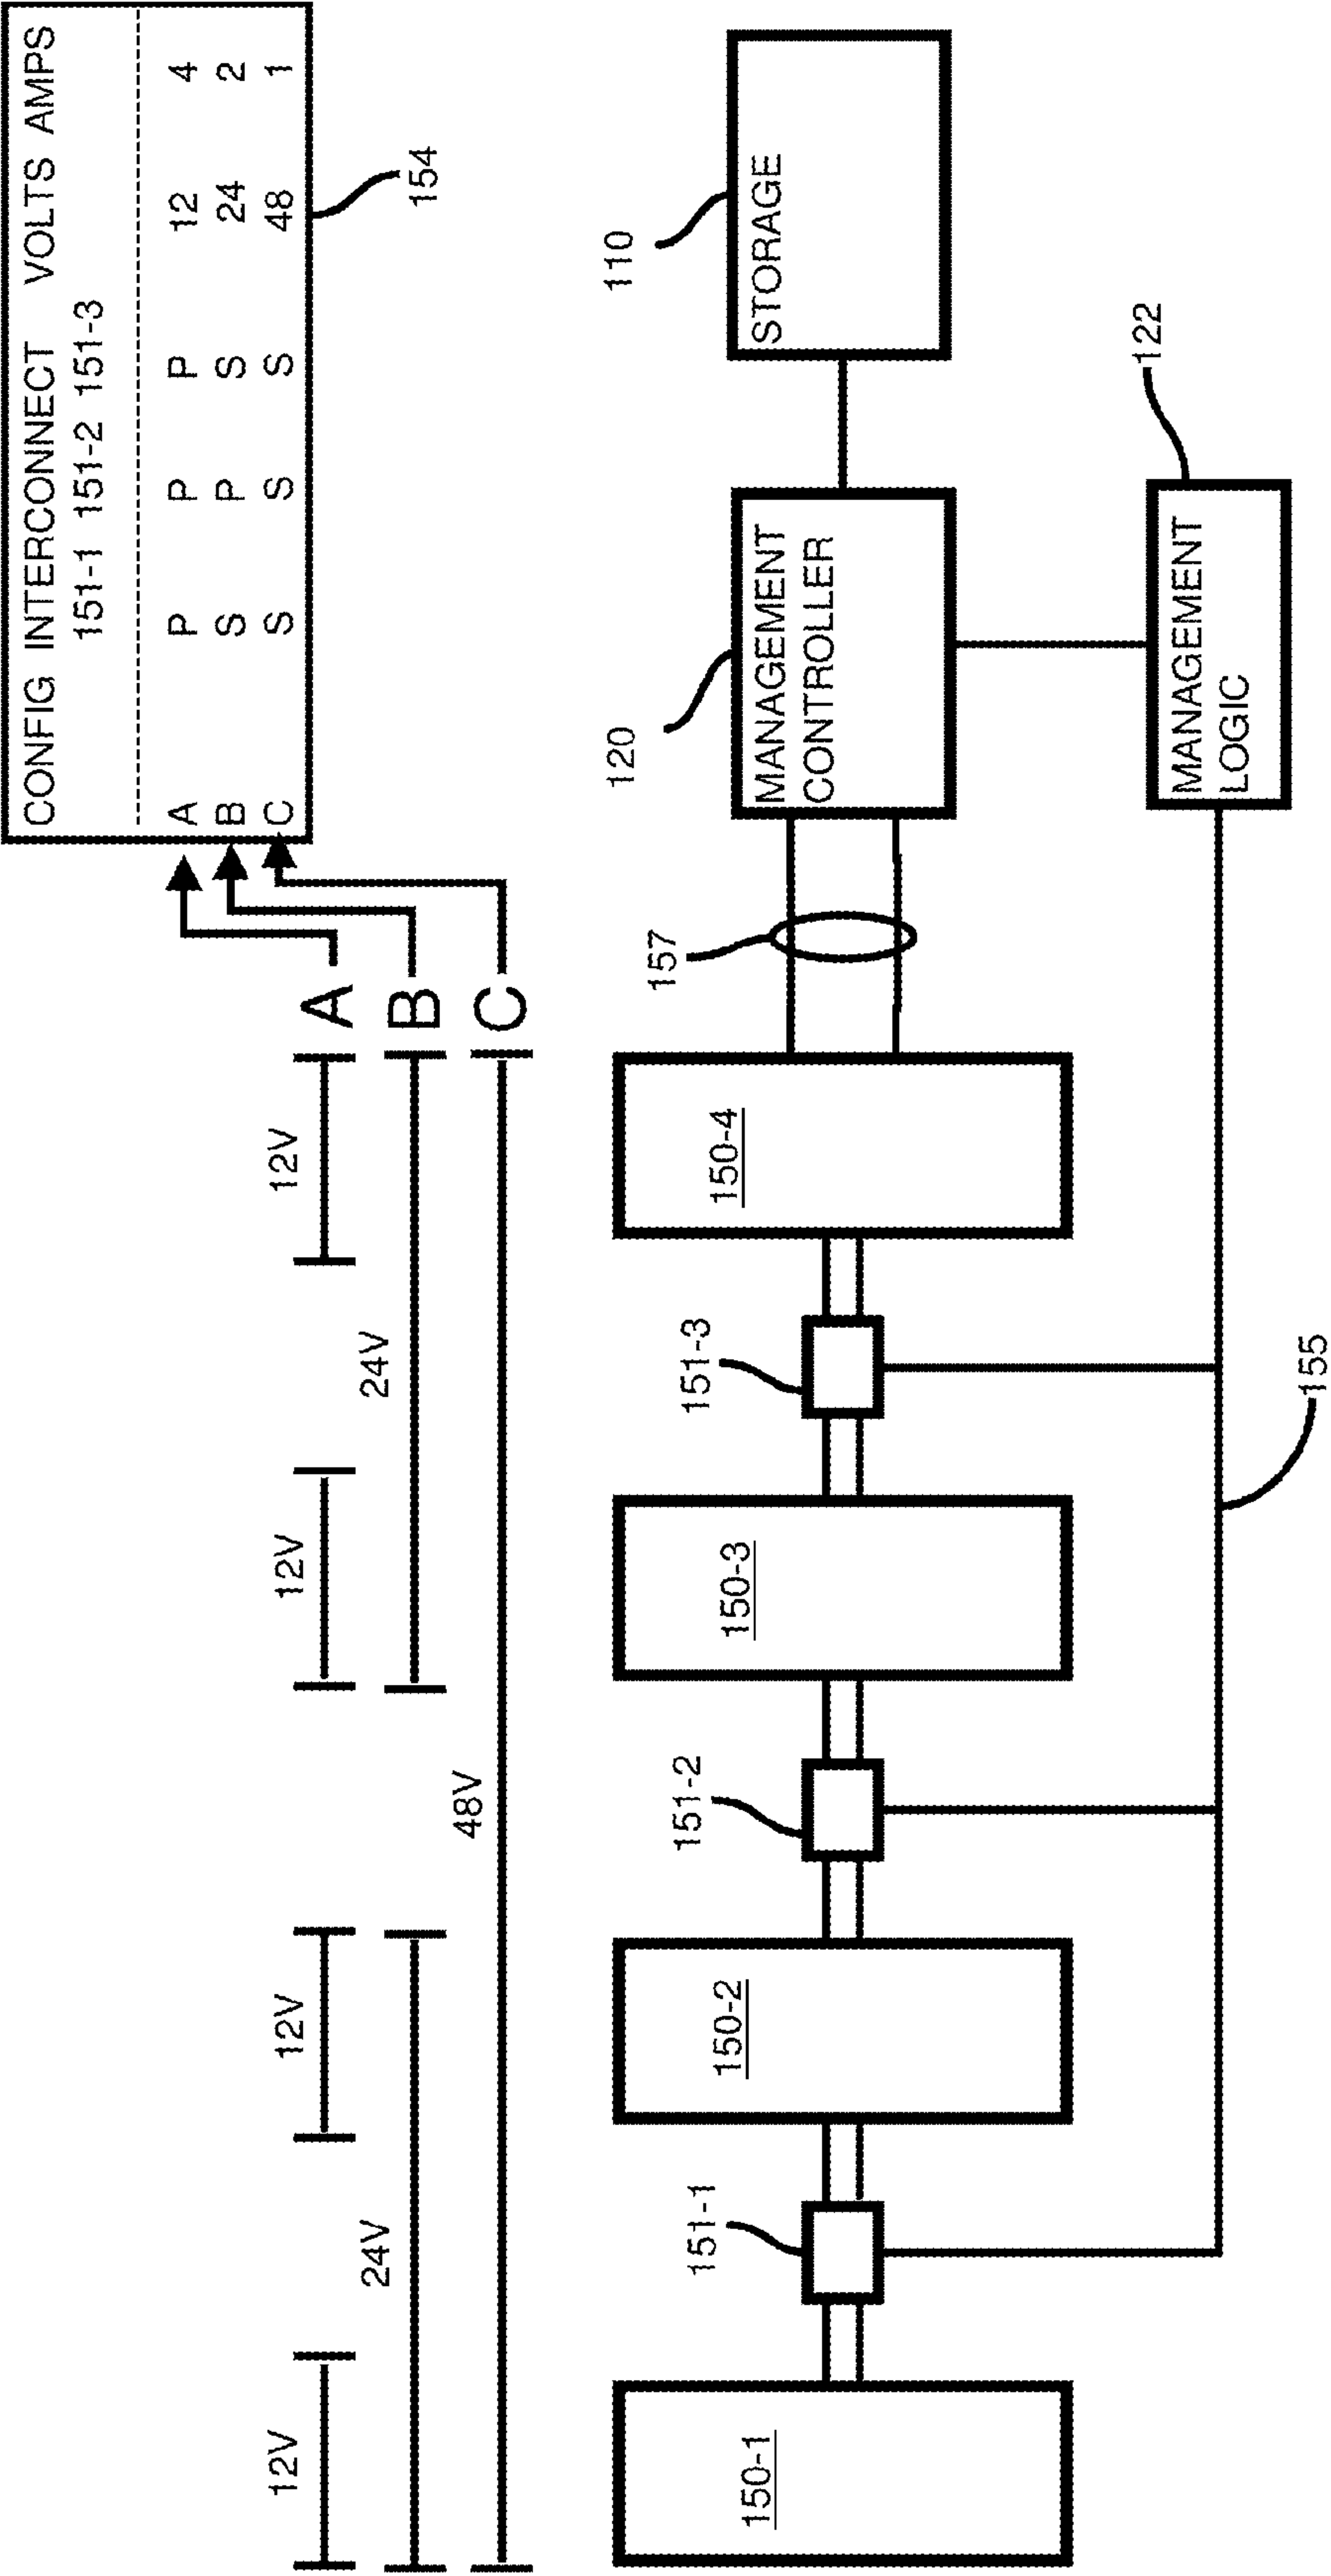 CONFIG INTERCONNECT VOLTS AMPS
151-1 151-2 151-3
A P P P 12 4
B S P S 24 2
C S S S 48 1
154
12V 12V 12V 12V A
24V 24V B
48V C
151-1 151-2 151-3 157 120 110
150-1 150-2 150-3 150-4
MANAGEMENT
CONTROLLER
STORAGE
122
MANAGEMENT
LOGIC
155